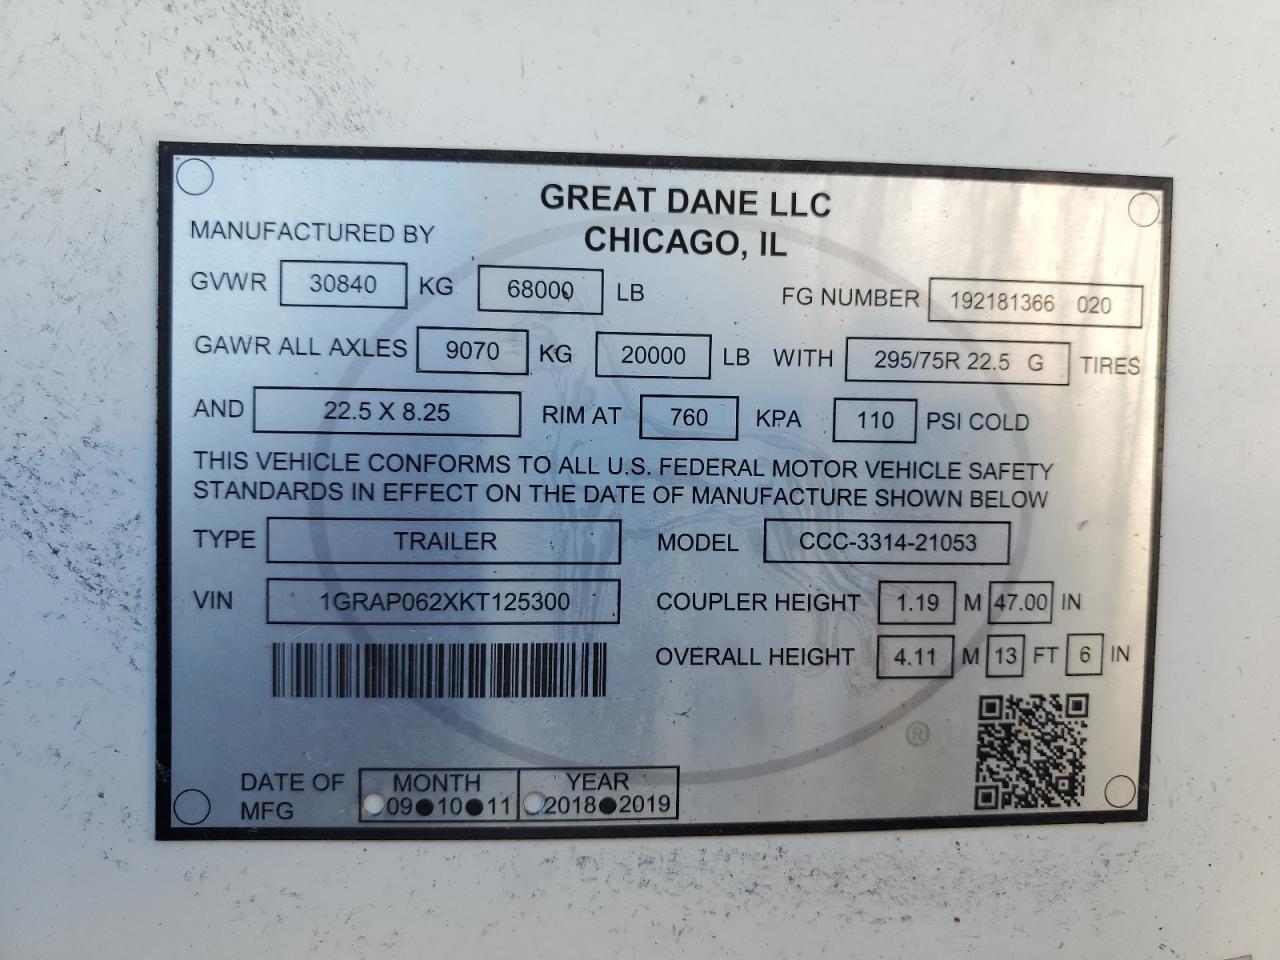 GREAT DANE LLC
MANUFACTURED BY CHICAGO, IL
GVWR 30840 KG 68000 LB FG NUMBER 192181366 020
GAWR ALL AXLES 9070 KG 20000 LB WITH 295/75R 22.5 G TIRES
AND 22.5 X 8.25 RIM AT 760 KPA 110 PSI COLD
THIS VEHICLE CONFORMS TO ALL U.S. FEDERAL MOTOR VEHICLE SAFETY
STANDARDS IN EFFECT ON THE DATE OF MANUFACTURE SHOWN BELOW
TYPE TRAILER MODEL CCC-3314-21053
VIN 1GRAP062XKT125300 COUPLER HEIGHT 1.19 M 47.00 IN
OVERALL HEIGHT 4.11 M 13 FT 6 IN
®
DATE OF MONTH YEAR
MFG 09 ● 10 ● 11 2018 ● 2019